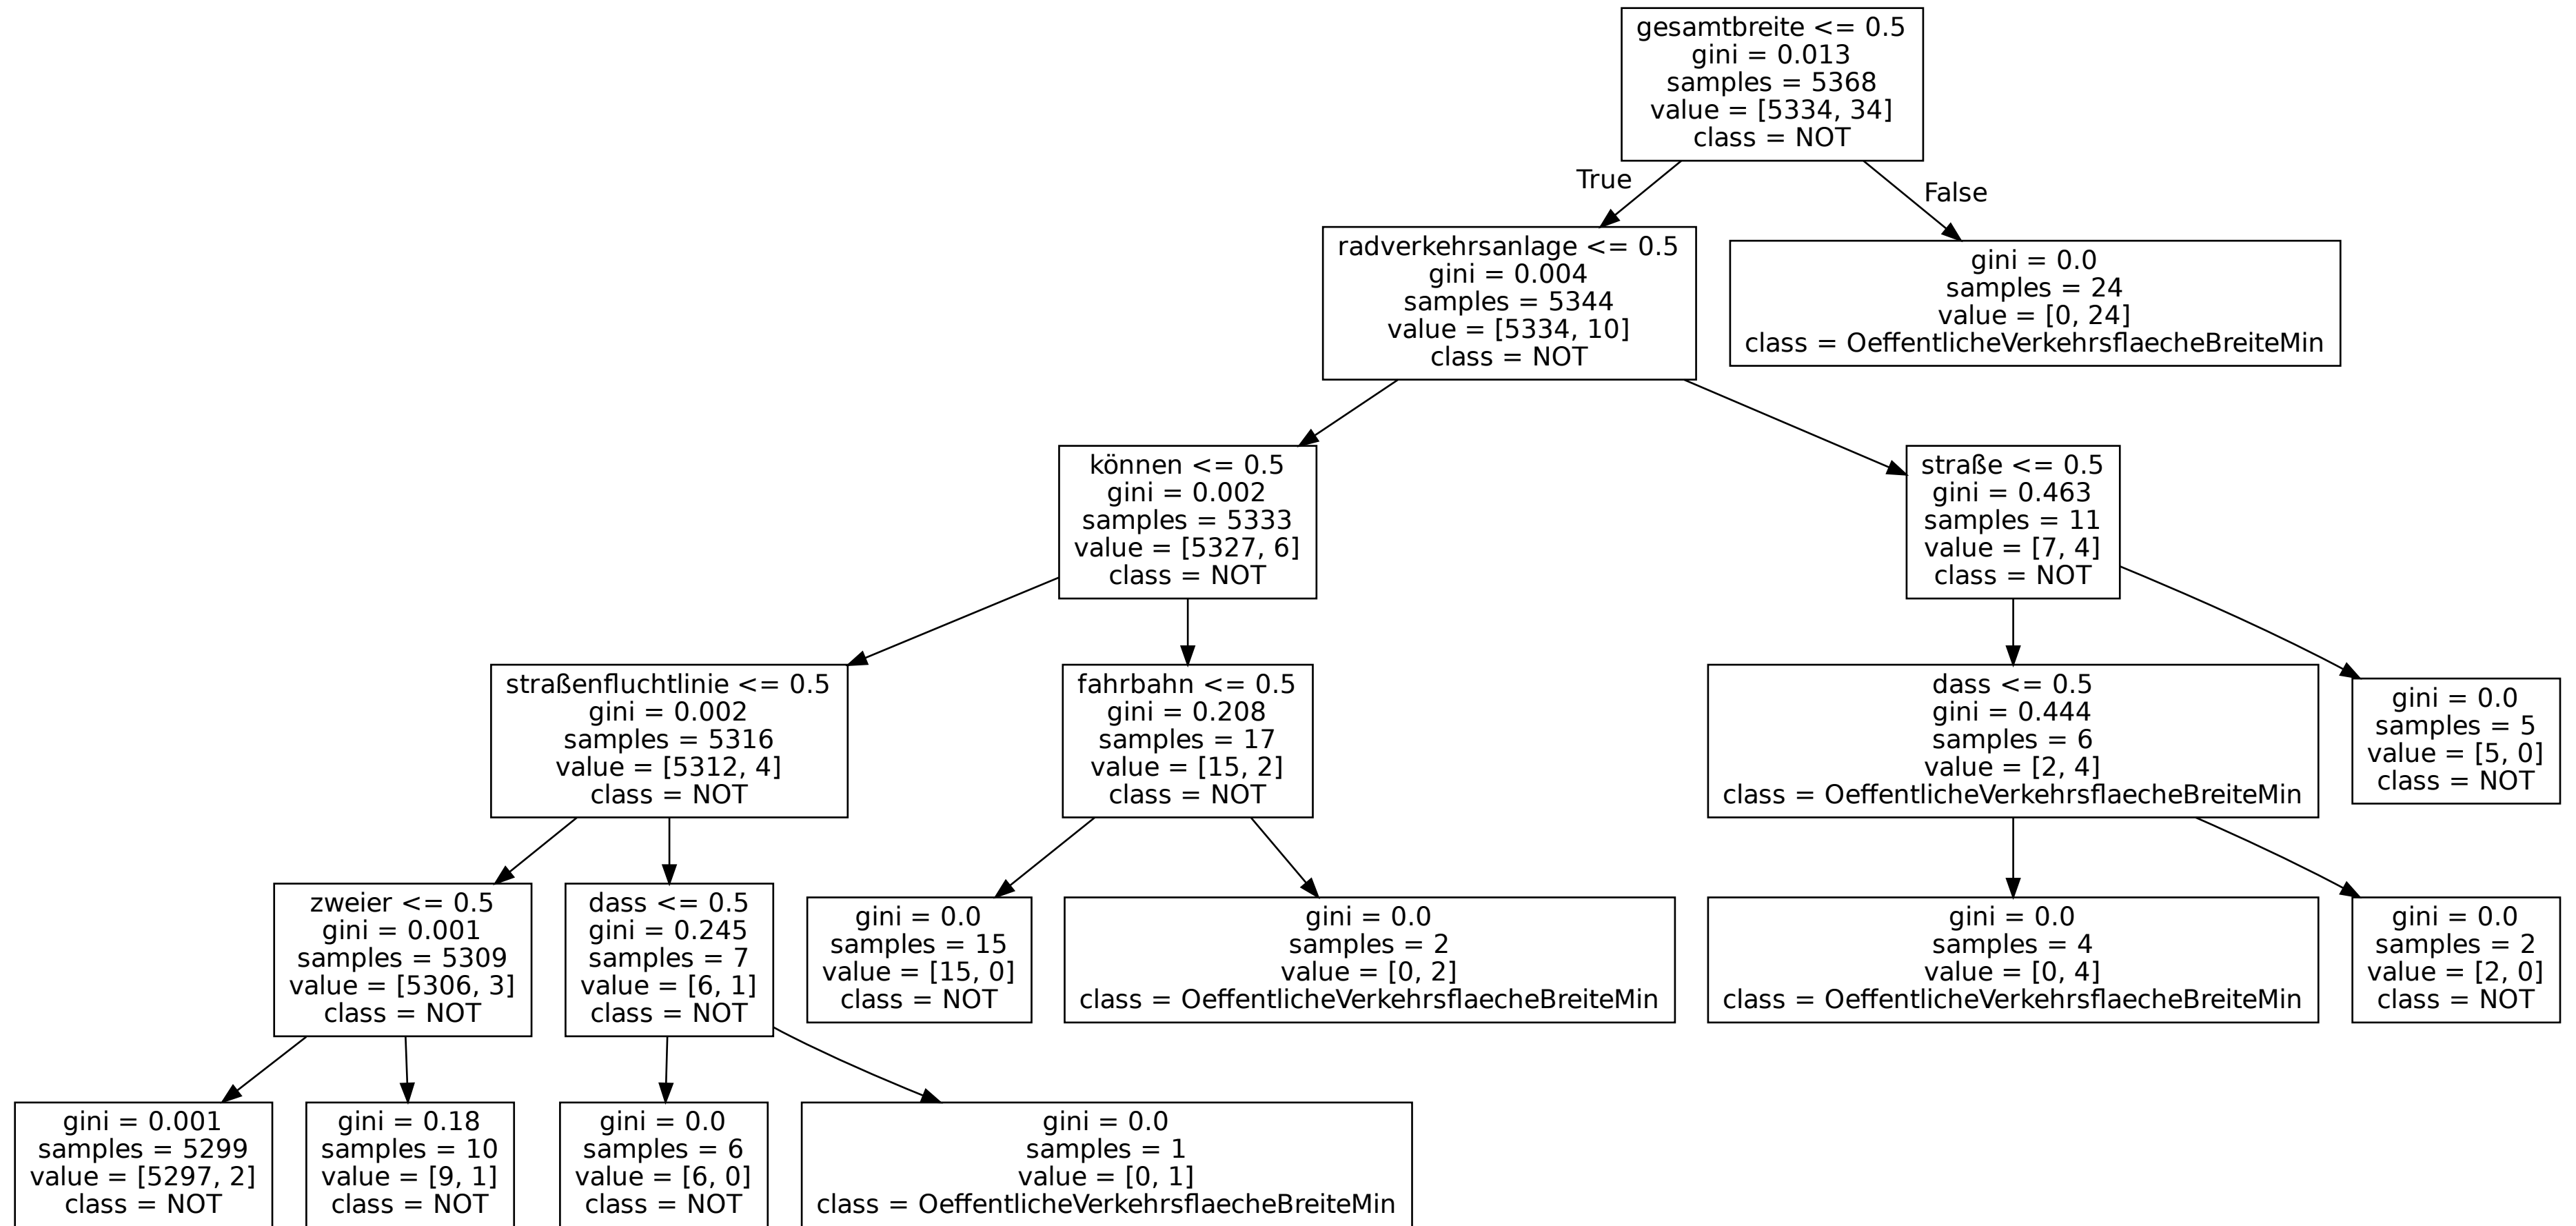 gesamtbreite <= 0.5
gini = 0.013
samples = 5368
value = [5334, 34]
class = NOT
True
False
radverkehrsanlage <= 0.5
gini = 0.004
samples = 5344
value = [5334, 10]
class = NOT
gini = 0.0
samples = 24
value = [0, 24]
class = OeffentlicheVerkehrsflaecheBreiteMin
können <= 0.5
gini = 0.002
samples = 5333
value = [5327, 6]
class = NOT
straße <= 0.5
gini = 0.463
samples = 11
value = [7, 4]
class = NOT
straßenfluchtlinie <= 0.5
gini = 0.002
samples = 5316
value = [5312, 4]
class = NOT
fahrbahn <= 0.5
gini = 0.208
samples = 17
value = [15, 2]
class = NOT
dass <= 0.5
gini = 0.444
samples = 6
value = [2, 4]
class = OeffentlicheVerkehrsflaecheBreiteMin
gini = 0.0
samples = 5
value = [5, 0]
class = NOT
zweier <= 0.5
gini = 0.001
samples = 5309
value = [5306, 3]
class = NOT
dass <= 0.5
gini = 0.245
samples = 7
value = [6, 1]
class = NOT
gini = 0.0
samples = 15
value = [15, 0]
class = NOT
gini = 0.0
samples = 2
value = [0, 2]
class = OeffentlicheVerkehrsflaecheBreiteMin
gini = 0.0
samples = 4
value = [0, 4]
class = OeffentlicheVerkehrsflaecheBreiteMin
gini = 0.0
samples = 2
value = [2, 0]
class = NOT
gini = 0.001
samples = 5299
value = [5297, 2]
class = NOT
gini = 0.18
samples = 10
value = [9, 1]
class = NOT
gini = 0.0
samples = 6
value = [6, 0]
class = NOT
gini = 0.0
samples = 1
value = [0, 1]
class = OeffentlicheVerkehrsflaecheBreiteMin